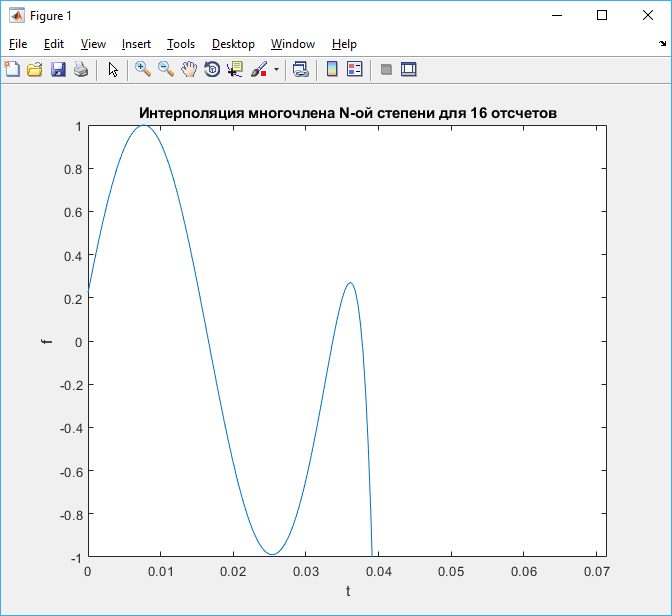 Figure 1
File Edit View Insert Tools Desktop Window Help
Интерполяция многочлена N-ой степени для 16 отсчетов
1
0.8
0.6
0.4
0.2
0
-0.2
-0.4
-0.6
-0.8
-1
f
0 0.01 0.02 0.03 0.04 0.05 0.06 0.07
t